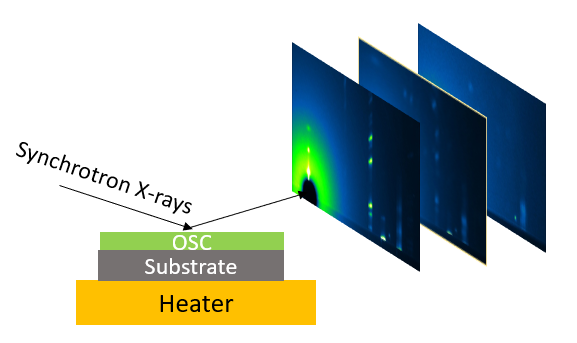 Synchrotron X-rays
OSC
Substrate
Heater